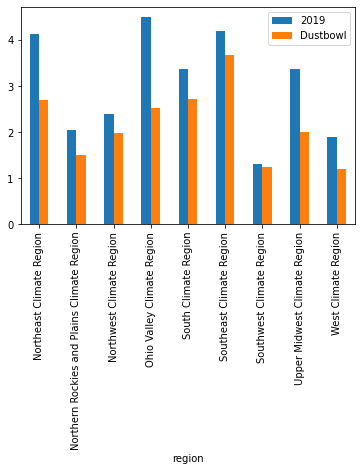 2019
Dustbowl
4
3
2
1
0
Northeast Climate Region
Northern Rockies and Plains Climate Region
Northwest Climate Region
Ohio Valley Climate Region
South Climate Region
Southeast Climate Region
Southwest Climate Region
Upper Midwest Climate Region
West Climate Region
region